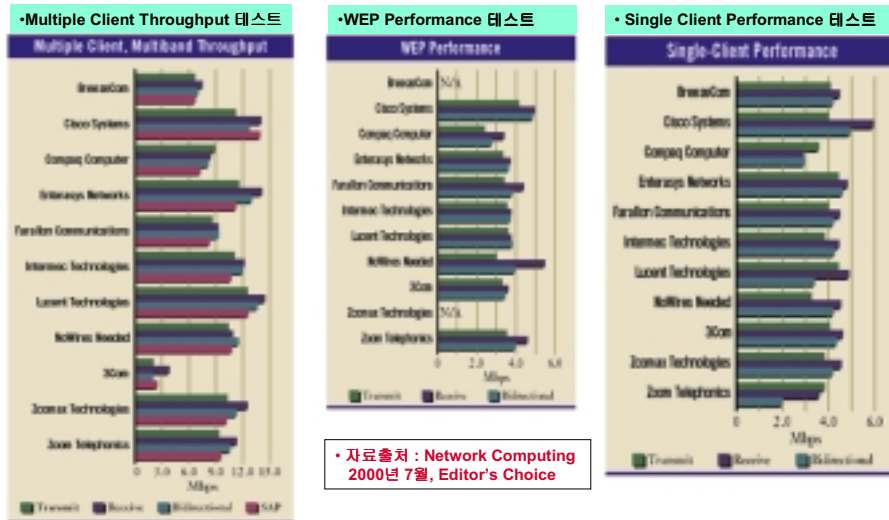 •Multiple Client Throughput 테스트
Multiple Client, Multiband Throughput
BreezeCom
Cisco Systems
Compaq Computer
Enterasys Networks
Farallon Communications
Intermec Technologies
Lucent Technologies
NoWires Needed
3Com
Zcomax Technologies
Zoom Telephonics
0 3.0 6.0 9.0 12.0 15.0
Mbps
Transmit Receive Bidirectional SAP
•WEP Performance 테스트
WEP Performance
BreezeCom N/A
Cisco Systems
Compaq Computer
Enterasys Networks
Farallon Communications
Intermec Technologies
Lucent Technologies
NoWires Needed
3Com
Zcomax Technologies N/A
Zoom Telephonics
0 2.0 4.0 6.0
Mbps
Transmit Receive Bidirectional
• 자료출처 : Network Computing
2000년 7월, Editor's Choice
• Single Client Performance 테스트
Single-Client Performance
BreezeCom
Cisco Systems
Compaq Computer
Enterasys Networks
Farallon Communications
Intermec Technologies
Lucent Technologies
NoWires Needed
3Com
Zcomax Technologies
Zoom Telephonics
0 2.0 4.0 6.0
Mbps
Transmit Receive Bidirectional